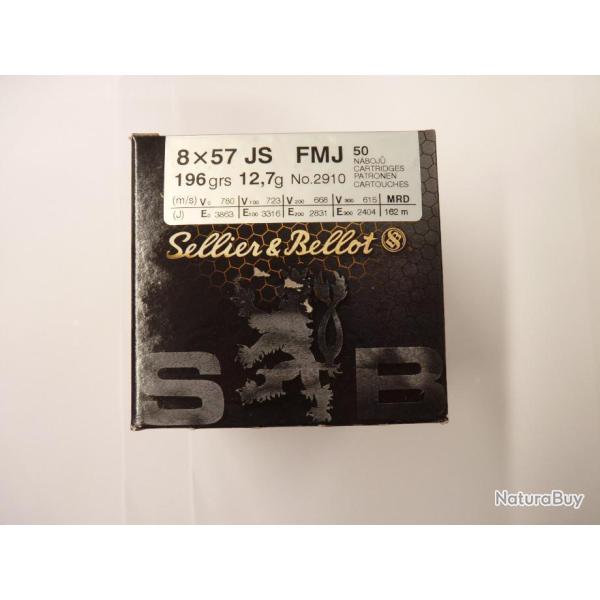 8×57 JS FMJ 50
NABOJŮ
CARTRIDGES
PATRONEN
CARTOUCHES
196 grs 12,7g No.2910
(m/s) V0 780 V100 723 V200 668 V300 615 MRD
(J) E0 3863 E100 3316 E200 2831 E300 2404 162 m
Sellier & Bellot
S B
NaturaBuy